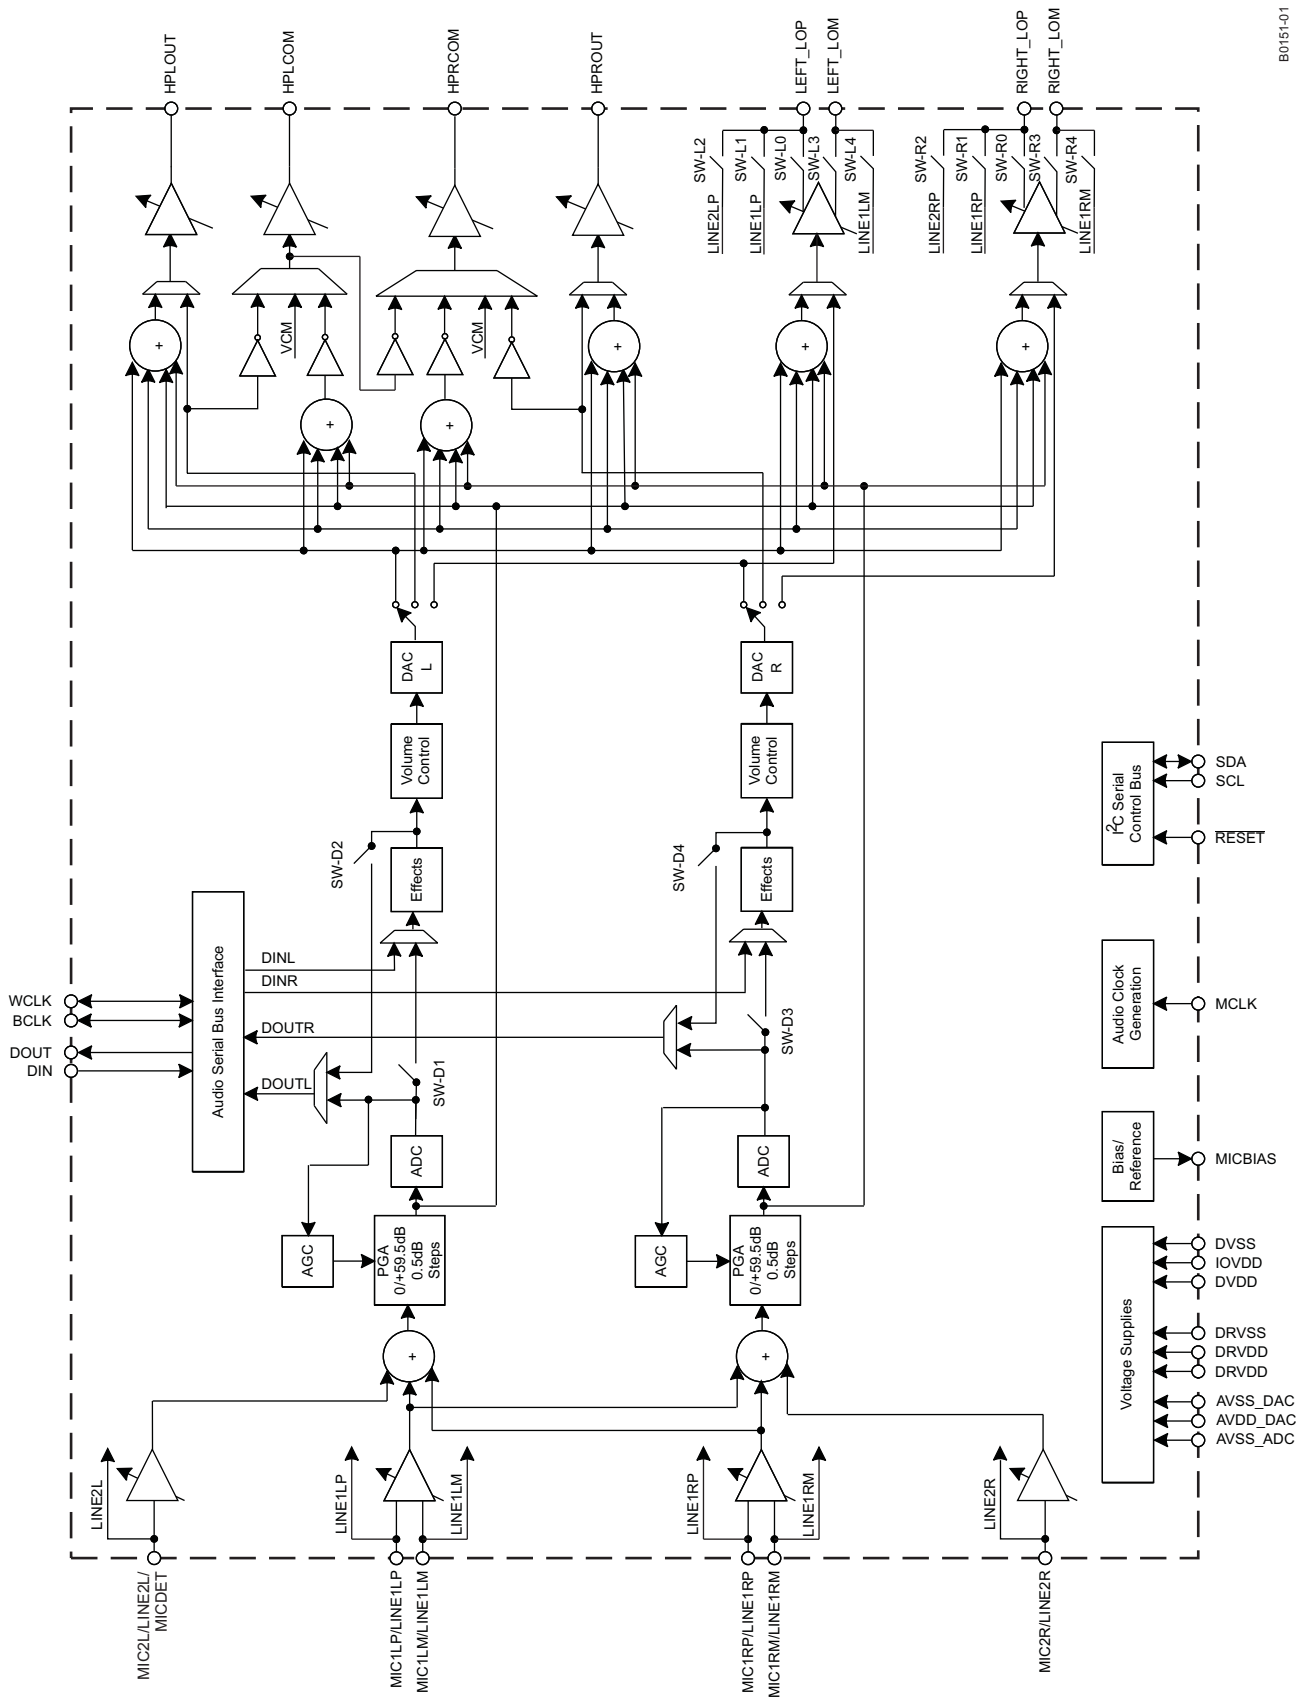 B0151-01
HPLOUT
HPLCOM
HPRCOM
HPROUT
LEFT_LOP
LEFT_LOM
RIGHT_LOP
RIGHT_LOM
SW-L2
SW-L1
SW-L0
SW-L3
SW-L4
LINE2LP
LINE1LP
LINE1LM
SW-R2
SW-R1
SW-R0
SW-R3
SW-R4
LINE2RP
LINE1RP
LINE1RM
+
VCM
+
+
VCM
+
+
+
DAC
L
DAC
R
Volume
Control
Volume
Control
SW-D2
Effects
SW-D4
Effects
I2C Serial
Control Bus
SDA
SCL
RESET
WCLK
BCLK
DOUT
DIN
Audio Serial Bus Interface
DINL
DINR
DOUTR
DOUTL
SW-D1
SW-D3
Audio Clock
Generation
MCLK
ADC
ADC
Bias/
Reference
MICBIAS
AGC
PGA
0/+59.5dB
0.5dB
Steps
AGC
PGA
0/+59.5dB
0.5dB
Steps
+
+
Voltage Supplies
DVSS
IOVDD
DVDD
DRVSS
DRVDD
DRVDD
AVSS_DAC
AVDD_DAC
AVSS_ADC
LINE2L
LINE1LP
LINE1LM
LINE1RP
LINE1RM
LINE2R
MIC2L/LINE2L/
MICDET
MIC1LP/LINE1LP
MIC1LM/LINE1LM
MIC1RP/LINE1RP
MIC1RM/LINE1RM
MIC2R/LINE2R